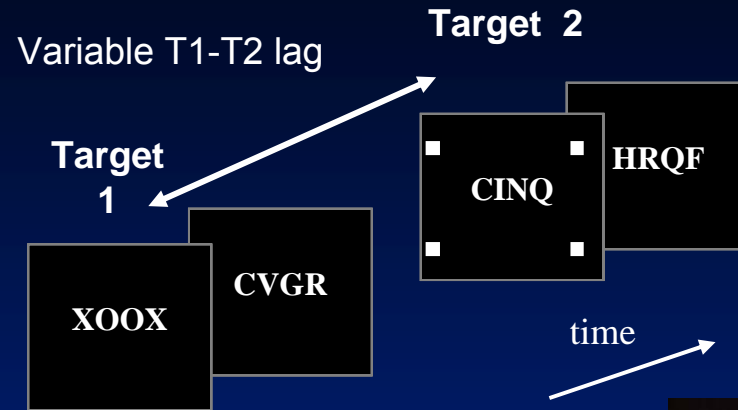 Variable T1-T2 lag
Target 2
Target
1
XOOX
CVGR
CINQ
HRQF
time